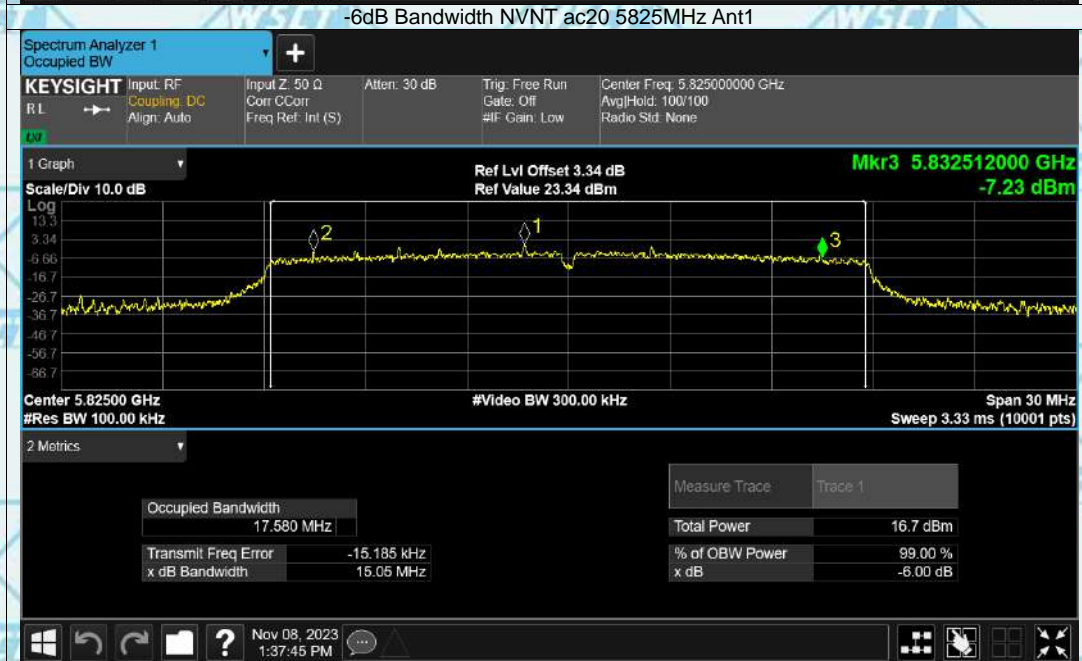 -6dB Bandwidth NVNT ac20 5825MHz Ant1
Spectrum Analyzer 1
Occupied BW
KEYSIGHT Input: RF Input Z: 50 Ω Atten: 30 dB Trig: Free Run Center Freq: 5.825000000 GHz
RL Coupling: DC Corr CCorr Gate: Off Avg|Hold: 100/100
Align: Auto Freq Ref: Int (S) #IF Gain: Low Radio Std: None
LXI
1 Graph Ref Lvl Offset 3.34 dB Mkr3 5.832512000 GHz
Scale/Div 10.0 dB Ref Value 23.34 dBm -7.23 dBm
Log
13.3
3.34
-6.66
-16.7
-26.7
-36.7
-46.7
-56.7
-66.7
2
1
3
Center 5.82500 GHz #Video BW 300.00 kHz Span 30 MHz
#Res BW 100.00 kHz Sweep 3.33 ms (10001 pts)
2 Metrics
Measure Trace Trace 1
Occupied Bandwidth
17.580 MHz Total Power 16.7 dBm
Transmit Freq Error -15.185 kHz % of OBW Power 99.00 %
x dB Bandwidth 15.05 MHz x dB -6.00 dB
Nov 08, 2023
1:37:45 PM